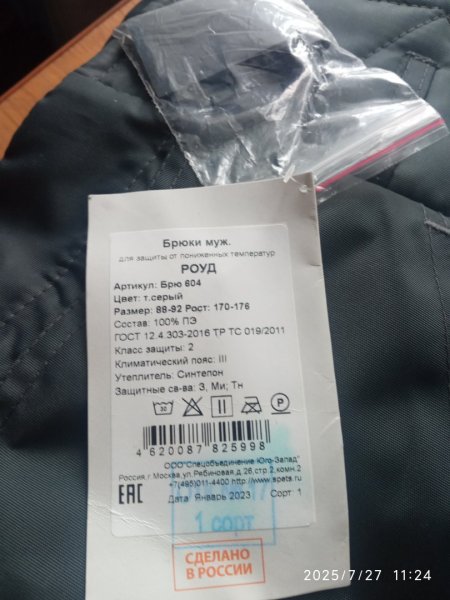 Брюки муж.
для защиты от пониженных температур
РОУД
Артикул: Брю 604
Цвет: т.серый
Размер: 88-92 Рост: 170-176
Состав: 100% ПЭ
ГОСТ 12.4.303-2016 ТР ТС 019/2011
Класс защиты: 2
Климатический пояс: III
Утеплитель: Синтепон
Защитные св-ва: З, Ми; Тн
30
P
4 620087 825998
ООО"Спецобъединение Юго-Запад"
Россия,г.Москва,ул.Рябиновая,д.26,стр.2,комн.2
+7(495)011-4400 http://www.spets.ru
ЕАС
Дата Январь 2023 Сорт 1
1 сорт
СДЕЛАНО
В РОССИИ
2025/7/27 11:24